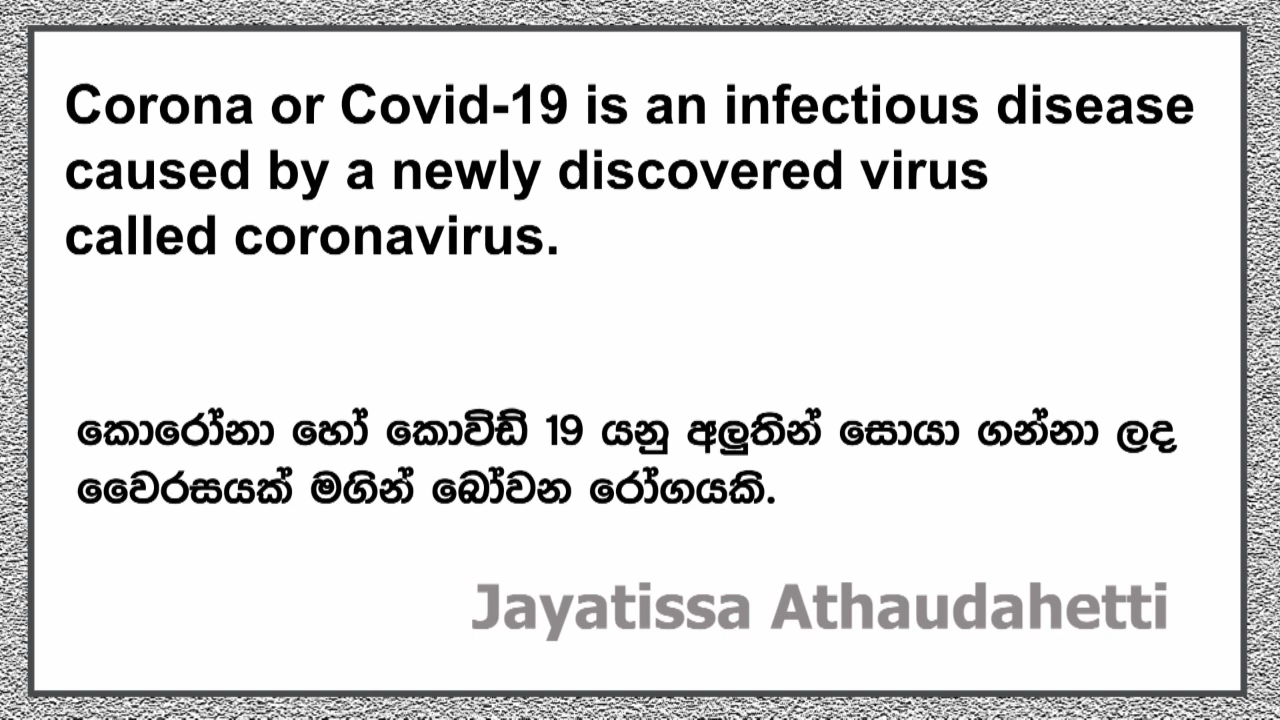 Corona or Covid-19 is an infectious disease
caused by a newly discovered virus
called coronavirus.
කොරෝනා හෝ කොවිඩ් 19 යනු අලුතින් සොයා ගන්නා ලද
වෛරසයක් මගින් බෝවන රෝගයකි.
Jayatissa Athaudahetti